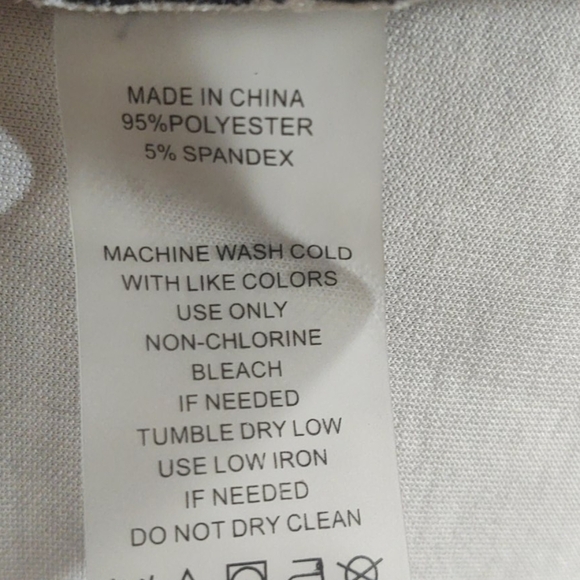 MADE IN CHINA
95%POLYESTER
5% SPANDEX
MACHINE WASH COLD
WITH LIKE COLORS
USE ONLY
NON-CHLORINE
BLEACH
IF NEEDED
TUMBLE DRY LOW
USE LOW IRON
IF NEEDED
DO NOT DRY CLEAN